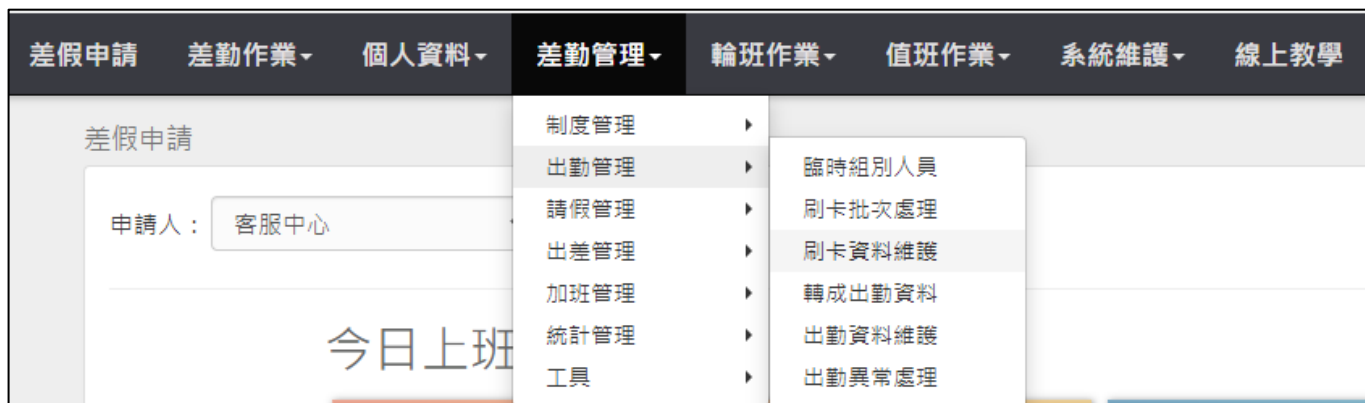 差假申請 差勤作業 個人資料 差勤管理 輪班作業 值班作業 系統維護 線上教學
差假申請
申請人： 客服中心
今日上班
制度管理
出勤管理
請假管理
出差管理
加班管理
統計管理
工具
臨時組別人員
刷卡批次處理
刷卡資料維護
轉成出勤資料
出勤資料維護
出勤異常處理